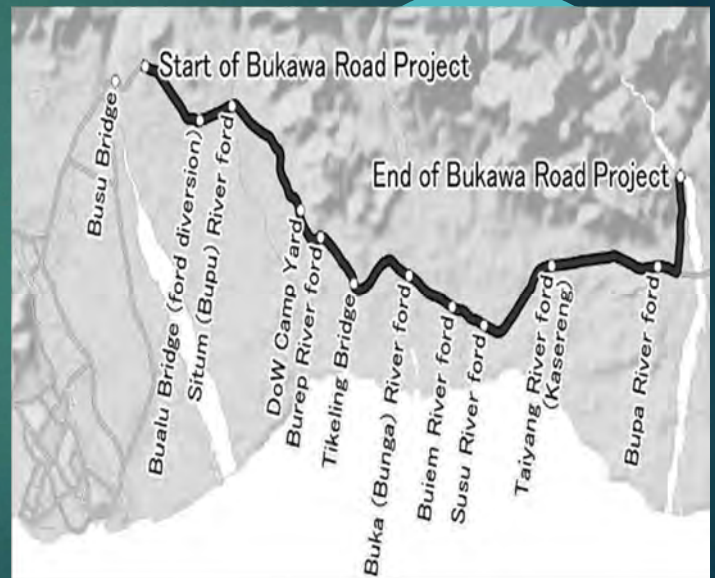 Start of Bukawa Road Project
End of Bukawa Road Project
Busu Bridge
Bualu Bridge (ford diversion)
Situm (Bupu) River ford
DoW Camp Yard
Burep River ford
Tikeling Bridge
Buka (Bunga) River ford
Buiem River ford
Susu River ford
Taiyang River ford
(Kasereng)
Bupa River ford